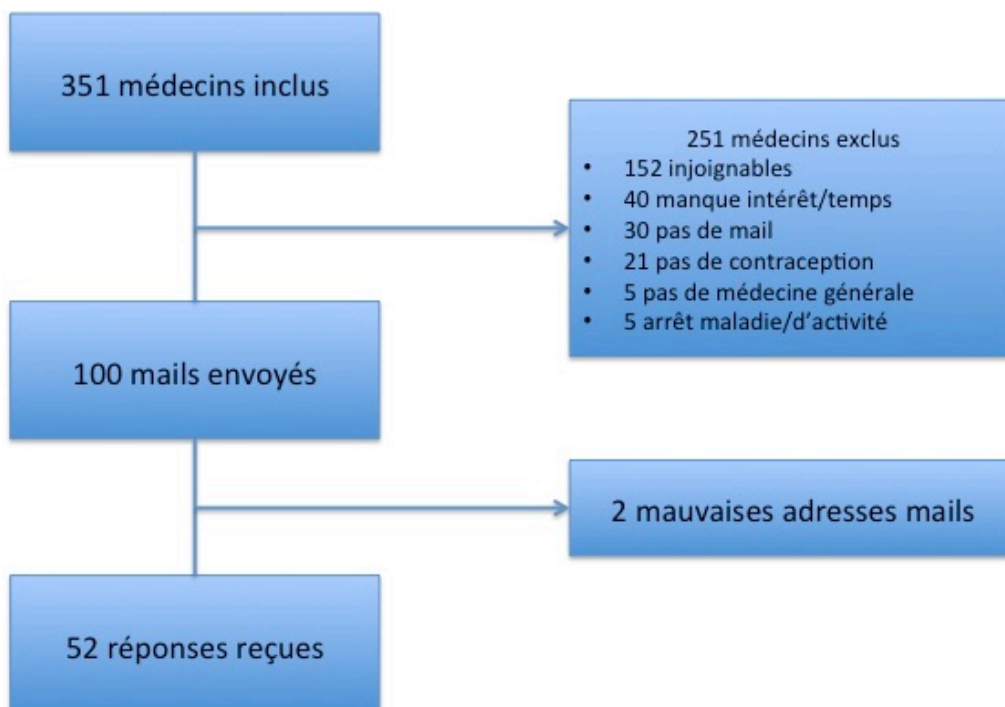 351 médecins inclus
251 médecins exclus
• 152 injoignables
• 40 manque intérêt/temps
• 30 pas de mail
• 21 pas de contraception
• 5 pas de médecine générale
• 5 arrêt maladie/d'activité
100 mails envoyés
2 mauvaises adresses mails
52 réponses reçues